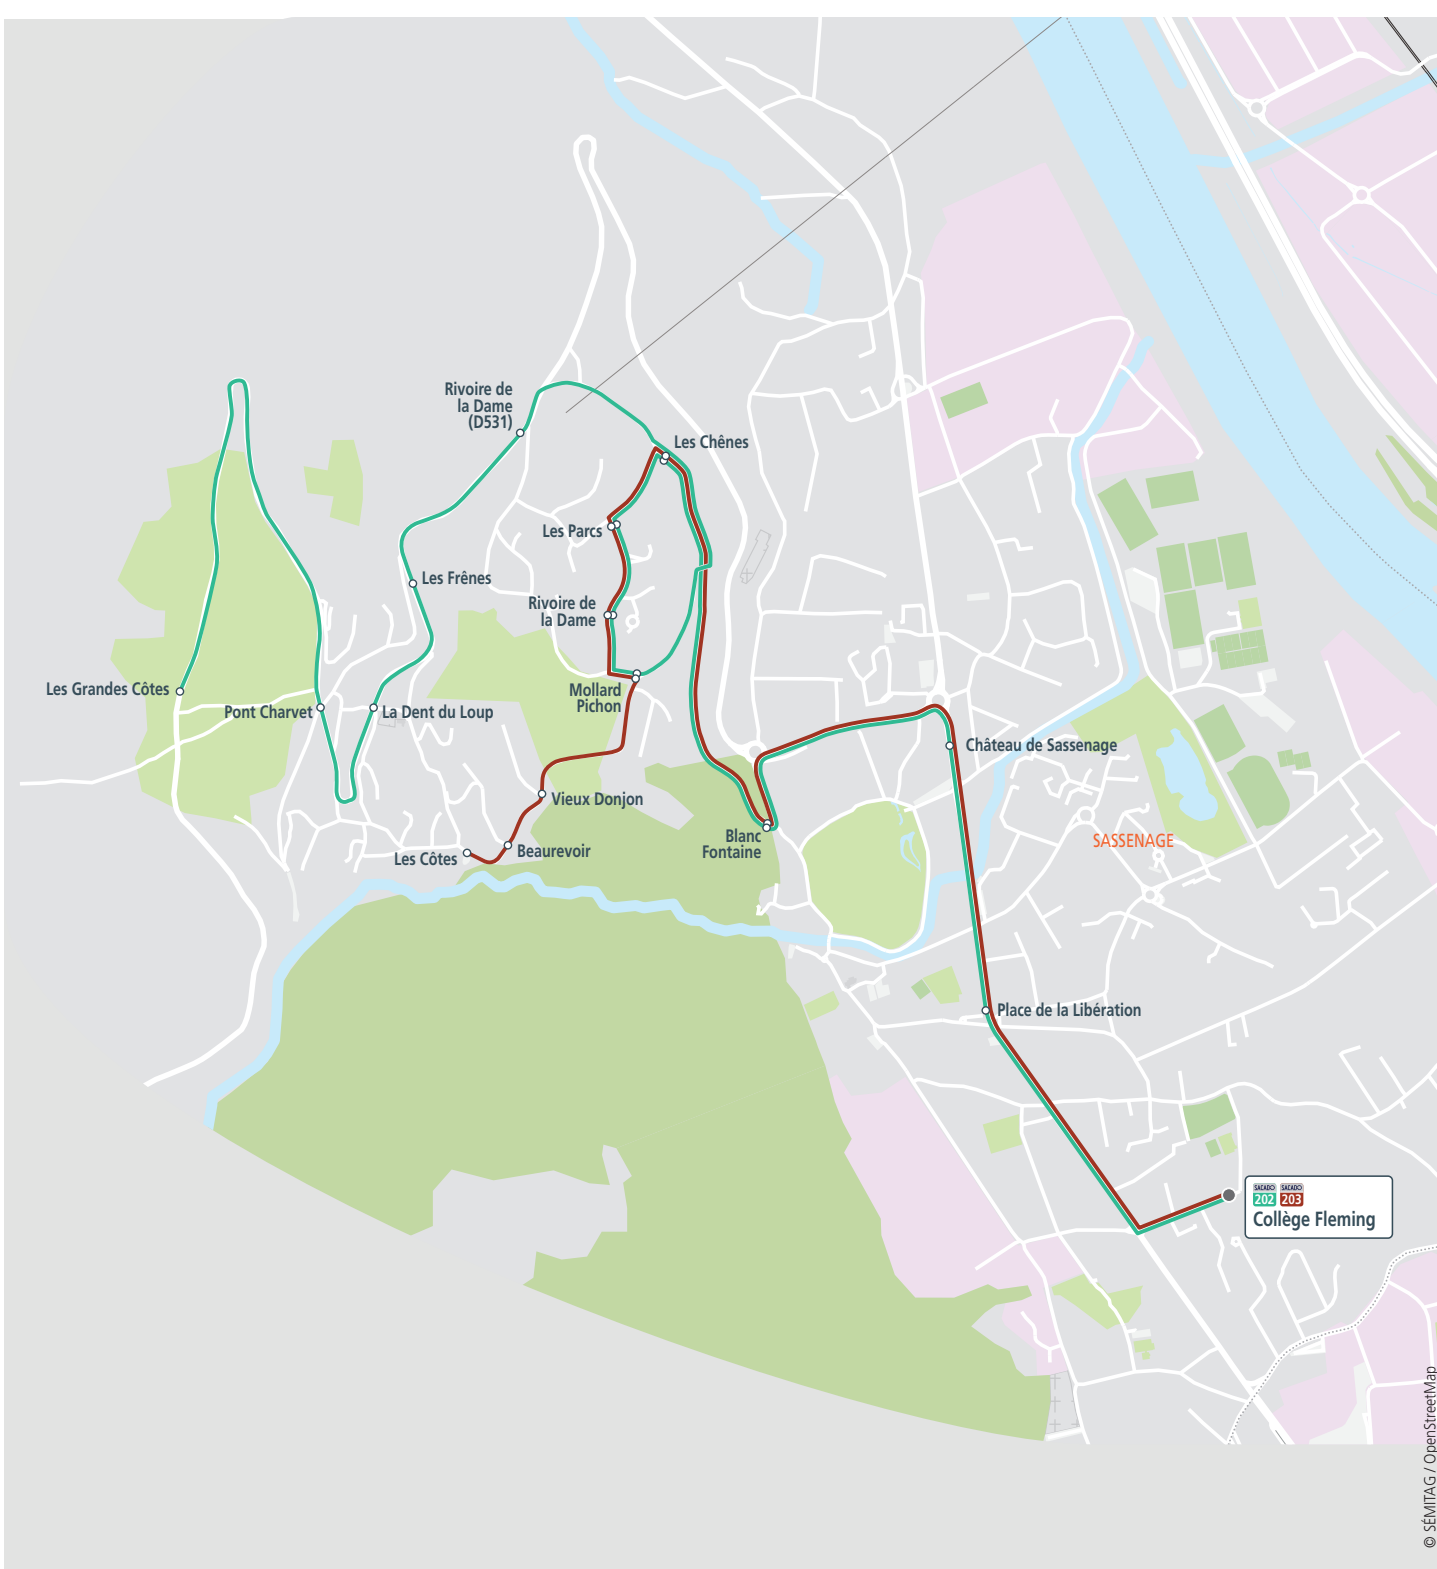 Rivoire de
la Dame
(D531)
Les Chênes
Les Parcs
Les Frênes
Rivoire de
la Dame
Les Grandes Côtes
Pont Charvet
La Dent du Loup
Mollard
Pichon
Château de Sassenage
Vieux Donjon
Blanc
Fontaine
SASSENAGE
Les Côtes
Beaurevoir
Place de la Libération
SACADO SACADO
202 203
Collège Fleming
© SÉMITAG / OpenStreetMap